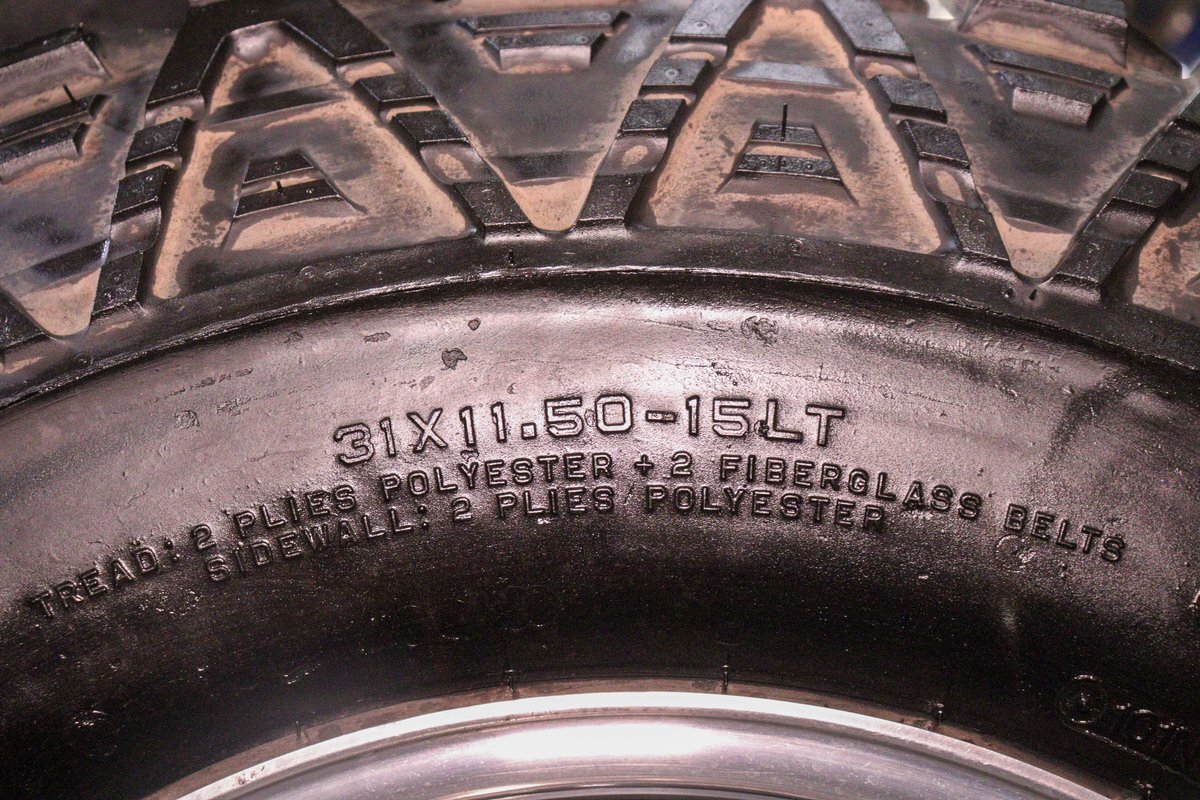 31X11.50-15LT
TREAD: 2 PLIES POLYESTER + 2 FIBERGLASS BELTS
SIDEWALL: 2 PLIES POLYESTER